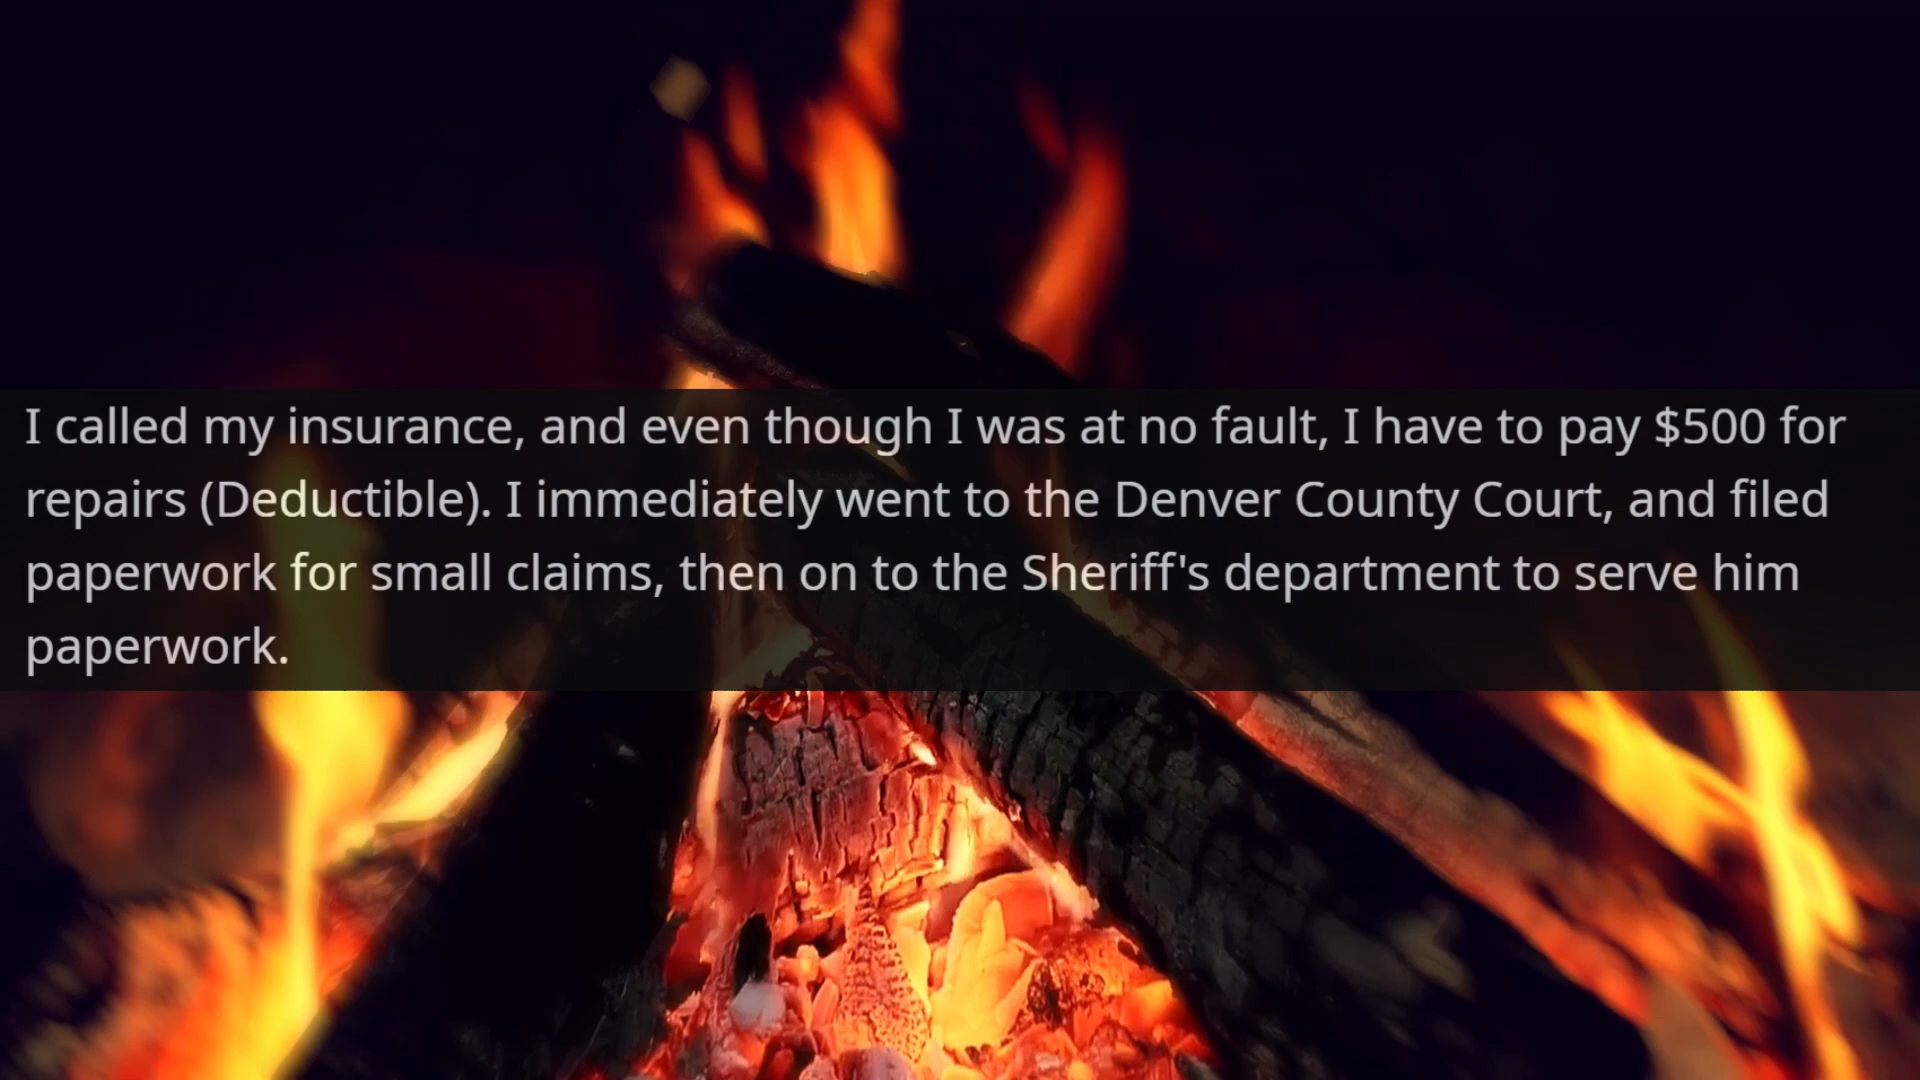 I called my insurance, and even though I was at no fault, I have to pay $500 for
repairs (Deductible). I immediately went to the Denver County Court, and filed
paperwork for small claims, then on to the Sheriff's department to serve him
paperwork.